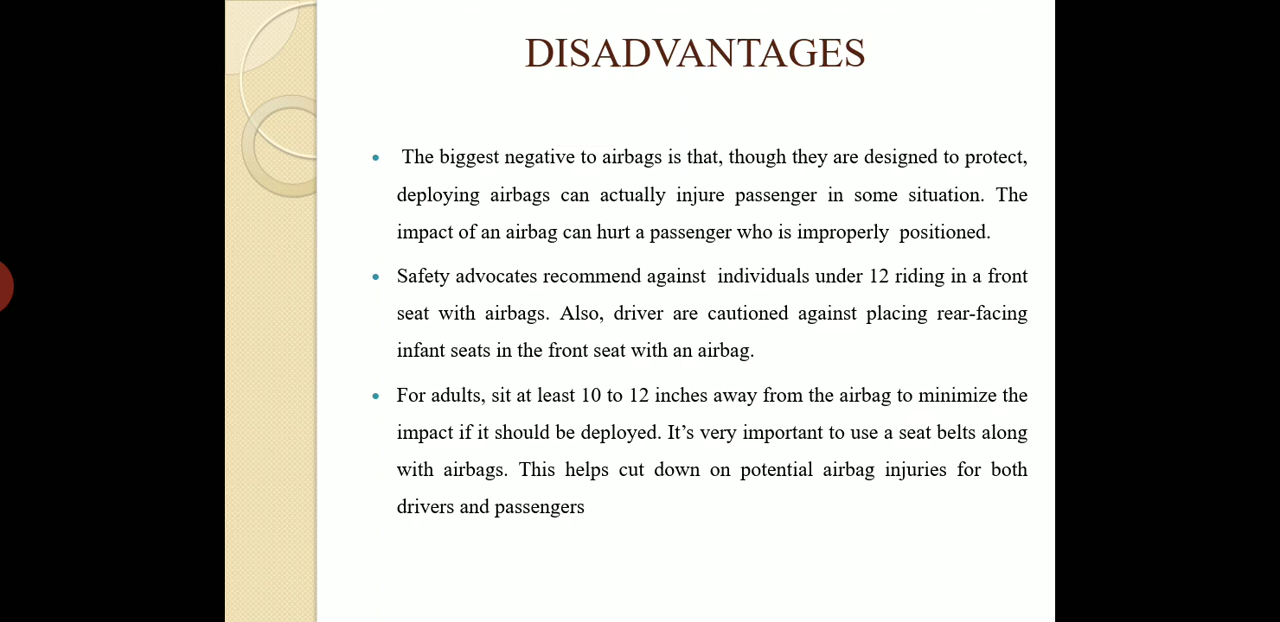 DISADVANTAGES
• The biggest negative to airbags is that, though they are designed to protect,
deploying airbags can actually injure passenger in some situation. The
impact of an airbag can hurt a passenger who is improperly positioned.
• Safety advocates recommend against individuals under 12 riding in a front
seat with airbags. Also, driver are cautioned against placing rear-facing
infant seats in the front seat with an airbag.
• For adults, sit at least 10 to 12 inches away from the airbag to minimize the
impact if it should be deployed. It’s very important to use a seat belts along
with airbags. This helps cut down on potential airbag injuries for both
drivers and passengers